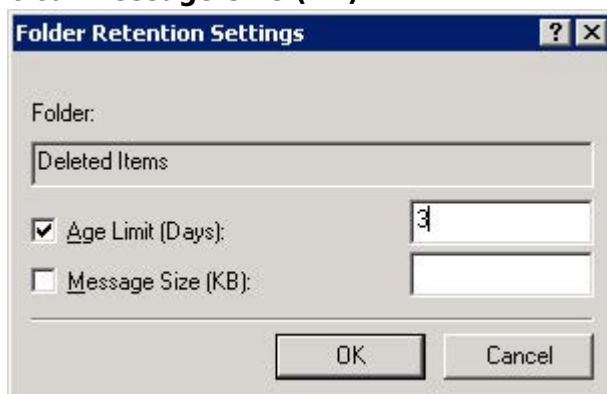 Folder Retention Settings
Folder:
Deleted Items
Age Limit (Days): 3
Message Size (KB):
OK Cancel